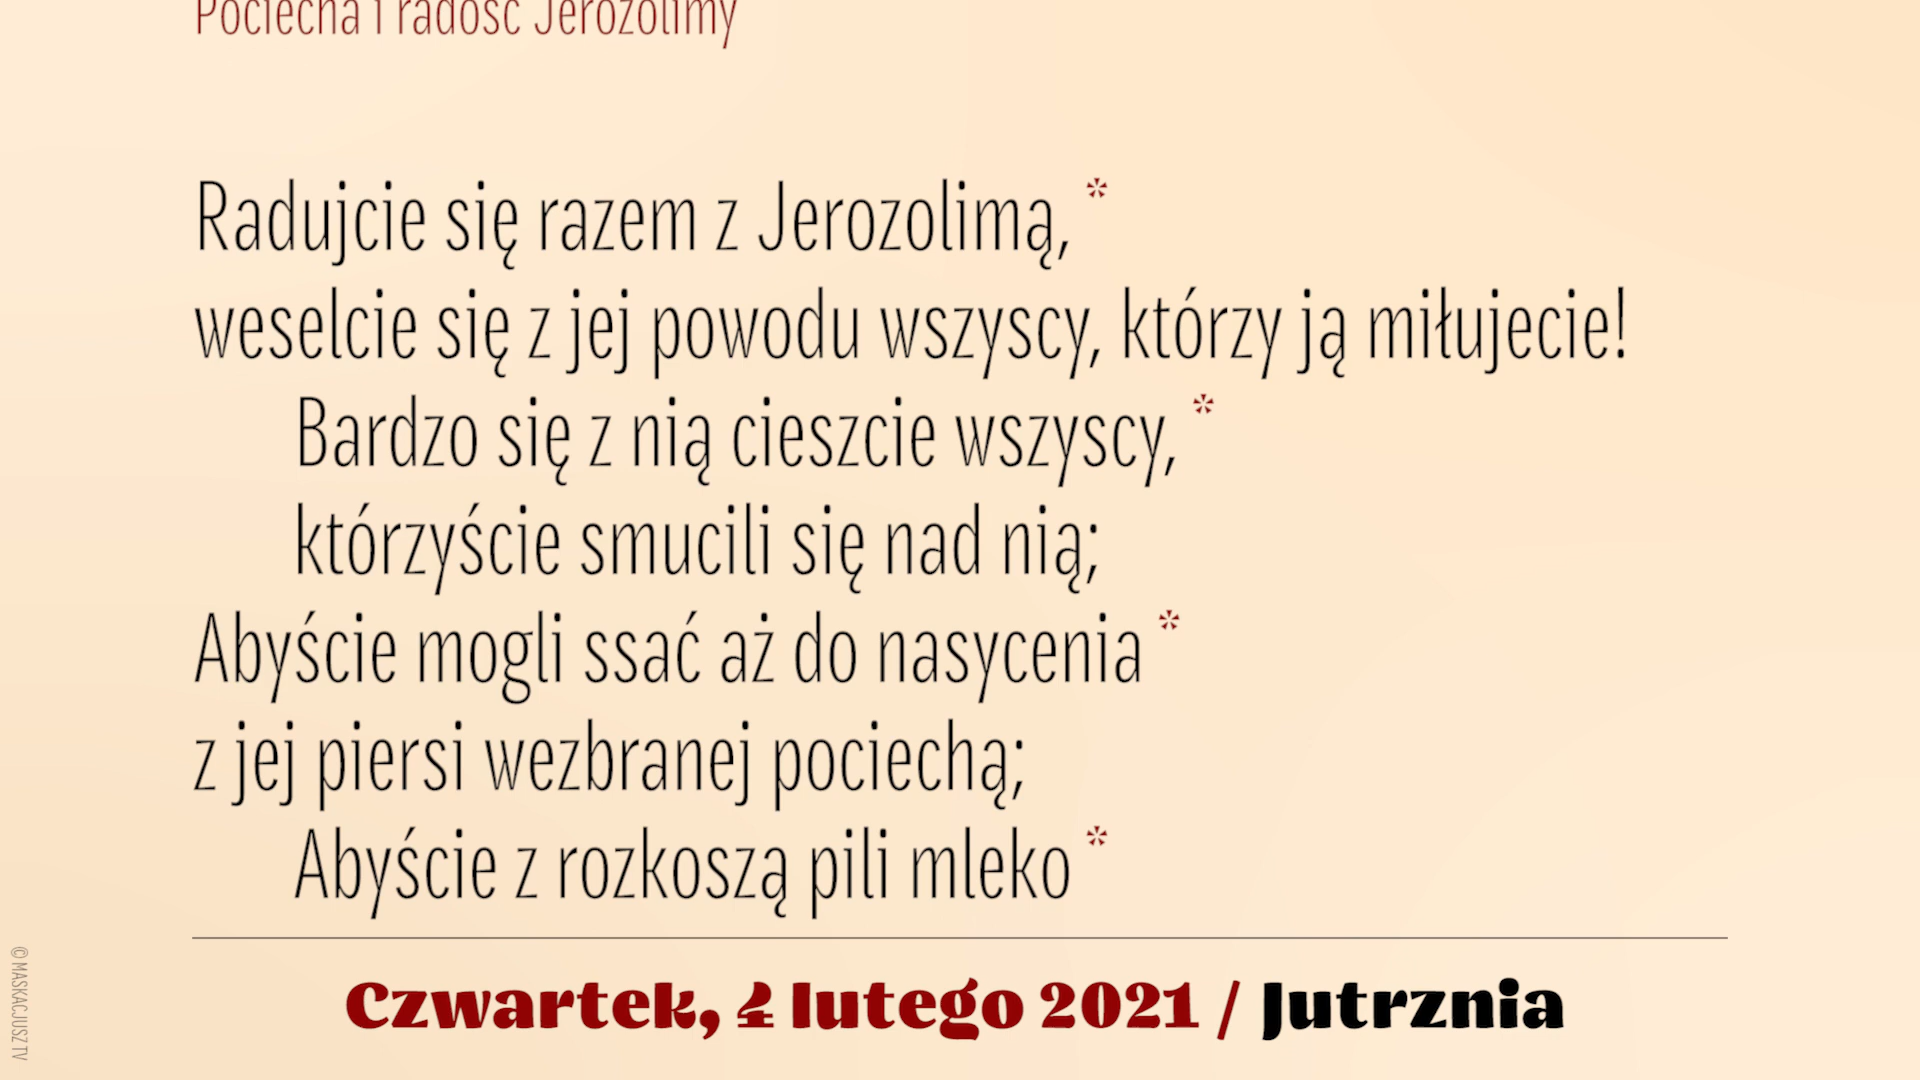 Pociecha i radość Jerozolimy
Radujcie się razem z Jerozolimą, *
weselcie się z jej powodu wszyscy, którzy ją miłujecie!
Bardzo się z nią cieszcie wszyscy, *
którzyście smucili się nad nią;
Abyście mogli ssać aż do nasycenia *
z jej piersi wezbranej pociechą;
Abyście z rozkoszą pili mleko *
Czwartek, 4 lutego 2021 / Jutrznia
© MASKACJUSZ TV